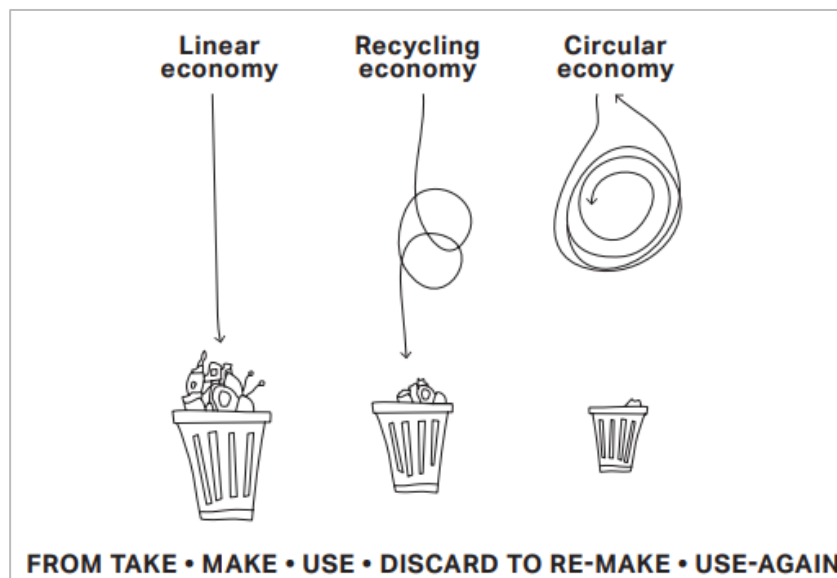 Linear
economy
Recycling
economy
Circular
economy
FROM TAKE • MAKE • USE • DISCARD TO RE-MAKE • USE-AGAIN